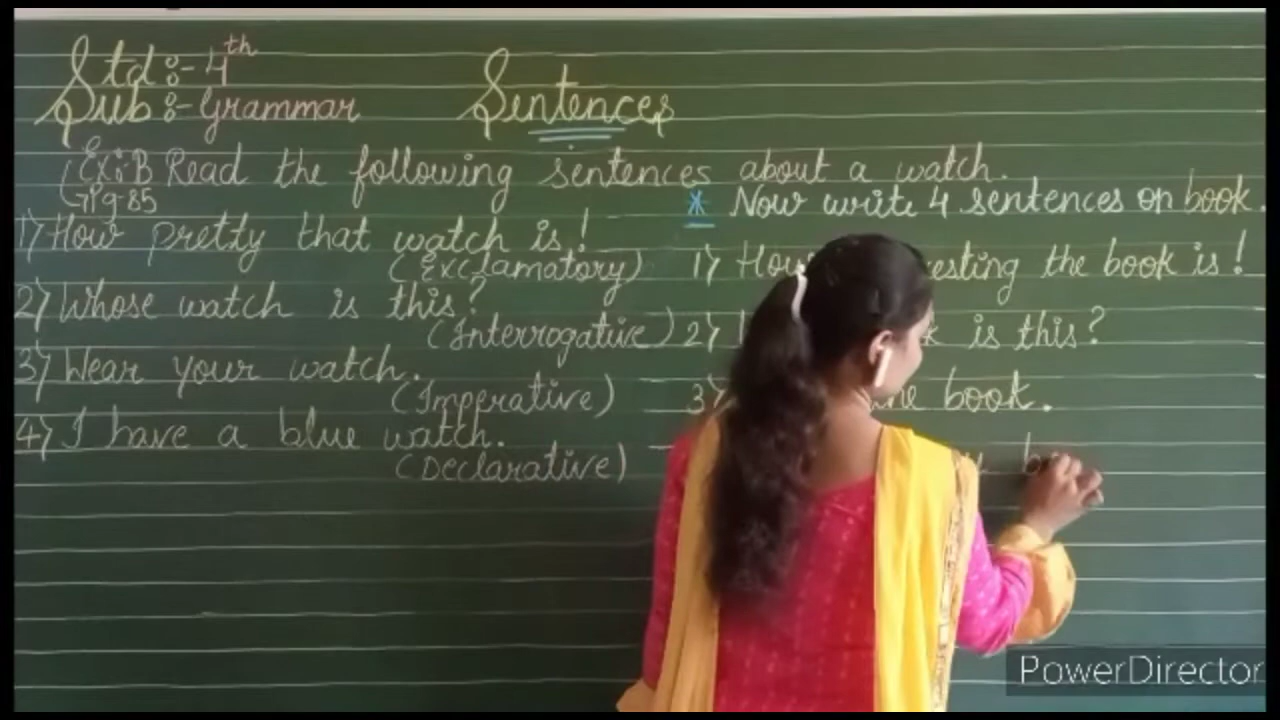 Std :- 4th
Sub :- Grammar
Sentences
Ex:B Read the following sentences about a watch.
Pg-85
1) How pretty that watch is!
(Exclamatory)
2) Whose watch is this?
(Interrogative)
3) Wear your watch.
(Imperative)
4) I have a blue watch.
(Declarative)
* Now write 4 sentences on book.
1) How the book is!
2) is this?
3) book.
PowerDirector